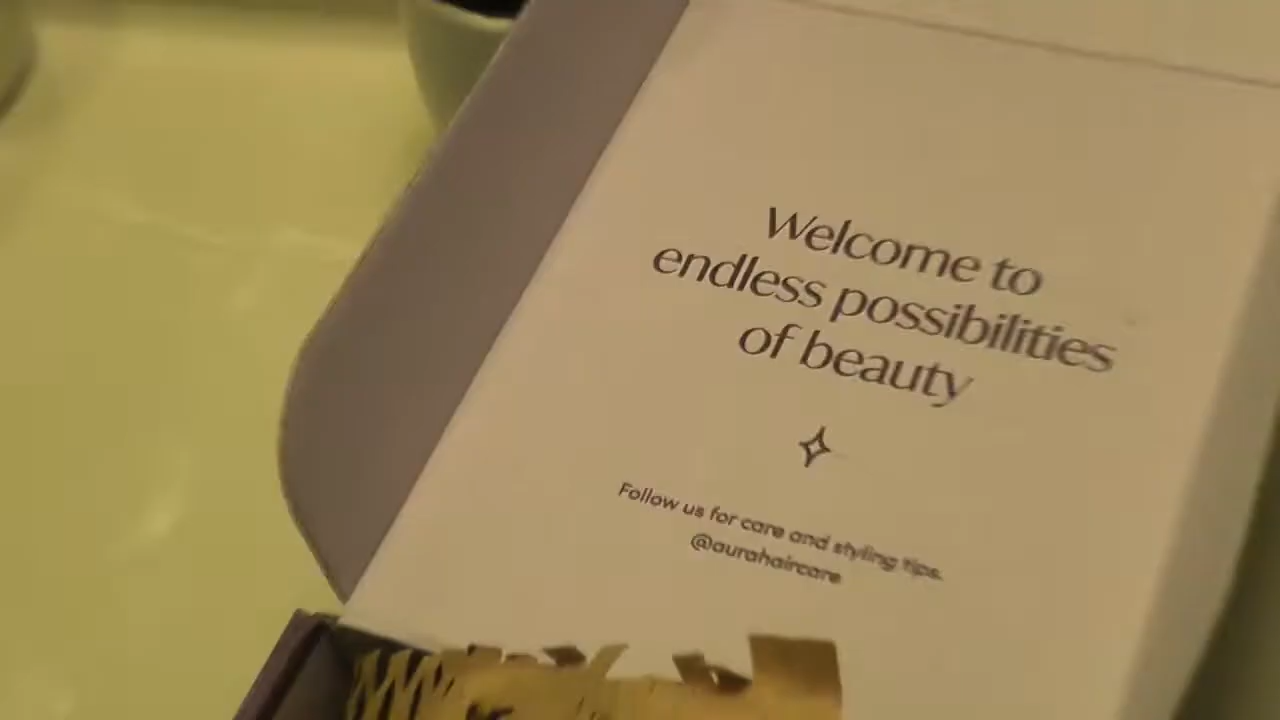 Welcome to
endless possibilities
of beauty
Follow us for care and styling tips.
@aurahaircare